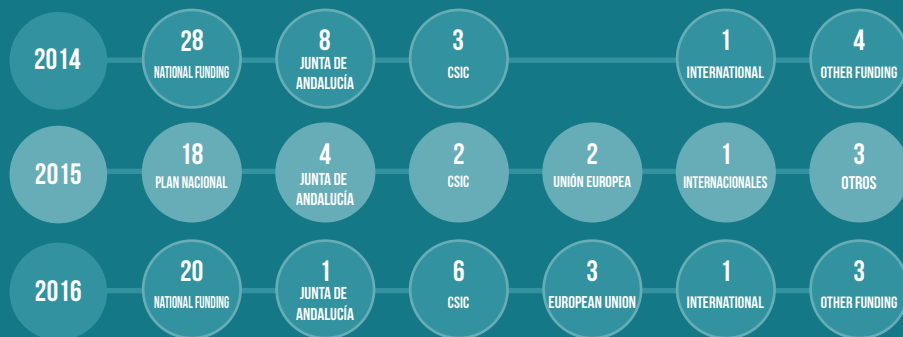 2014
28
NATIONAL FUNDING
8
JUNTA DE
ANDALUCÍA
3
CSIC
1
INTERNATIONAL
4
OTHER FUNDING
2015
18
PLAN NACIONAL
4
JUNTA DE
ANDALUCÍA
2
CSIC
2
UNIÓN EUROPEA
1
INTERNACIONALES
3
OTROS
2016
20
NATIONAL FUNDING
1
JUNTA DE
ANDALUCÍA
6
CSIC
3
EUROPEAN UNION
1
INTERNATIONAL
3
OTHER FUNDING